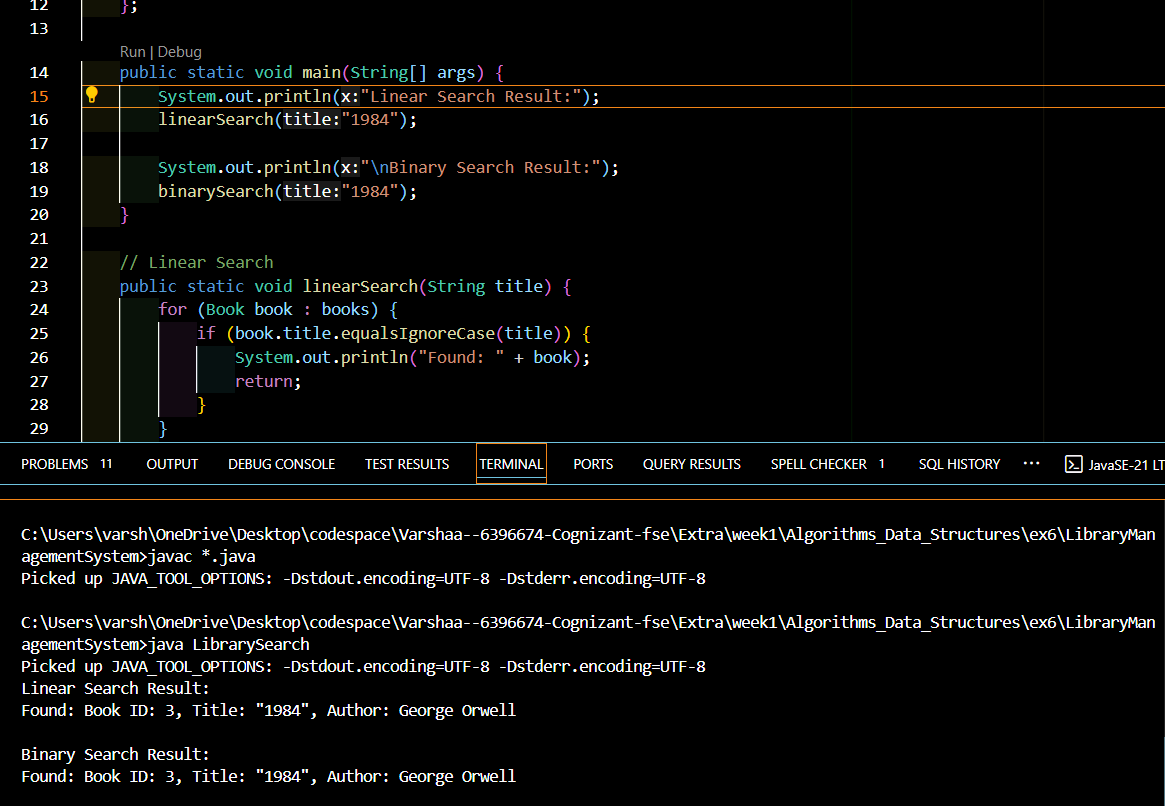 12 };
13
Run | Debug
14 public static void main(String[] args) {
15 System.out.println(x:"Linear Search Result:");
16 linearSearch(title:"1984");
17
18 System.out.println(x:"\nBinary Search Result:");
19 binarySearch(title:"1984");
20 }
21
22 // Linear Search
23 public static void linearSearch(String title) {
24 for (Book book : books) {
25 if (book.title.equalsIgnoreCase(title)) {
26 System.out.println("Found: " + book);
27 return;
28 }
29 }
PROBLEMS 11 OUTPUT DEBUG CONSOLE TEST RESULTS TERMINAL PORTS QUERY RESULTS SPELL CHECKER 1 SQL HISTORY ··· JavaSE-21 LT
C:\Users\varsh\OneDrive\Desktop\codespace\Varshaa--6396674-Cognizant-fse\Extra\week1\Algorithms_Data_Structures\ex6\LibraryMan
agementSystem>javac *.java
Picked up JAVA_TOOL_OPTIONS: -Dstdout.encoding=UTF-8 -Dstderr.encoding=UTF-8
C:\Users\varsh\OneDrive\Desktop\codespace\Varshaa--6396674-Cognizant-fse\Extra\week1\Algorithms_Data_Structures\ex6\LibraryMan
agementSystem>java LibrarySearch
Picked up JAVA_TOOL_OPTIONS: -Dstdout.encoding=UTF-8 -Dstderr.encoding=UTF-8
Linear Search Result:
Found: Book ID: 3, Title: "1984", Author: George Orwell
Binary Search Result:
Found: Book ID: 3, Title: "1984", Author: George Orwell